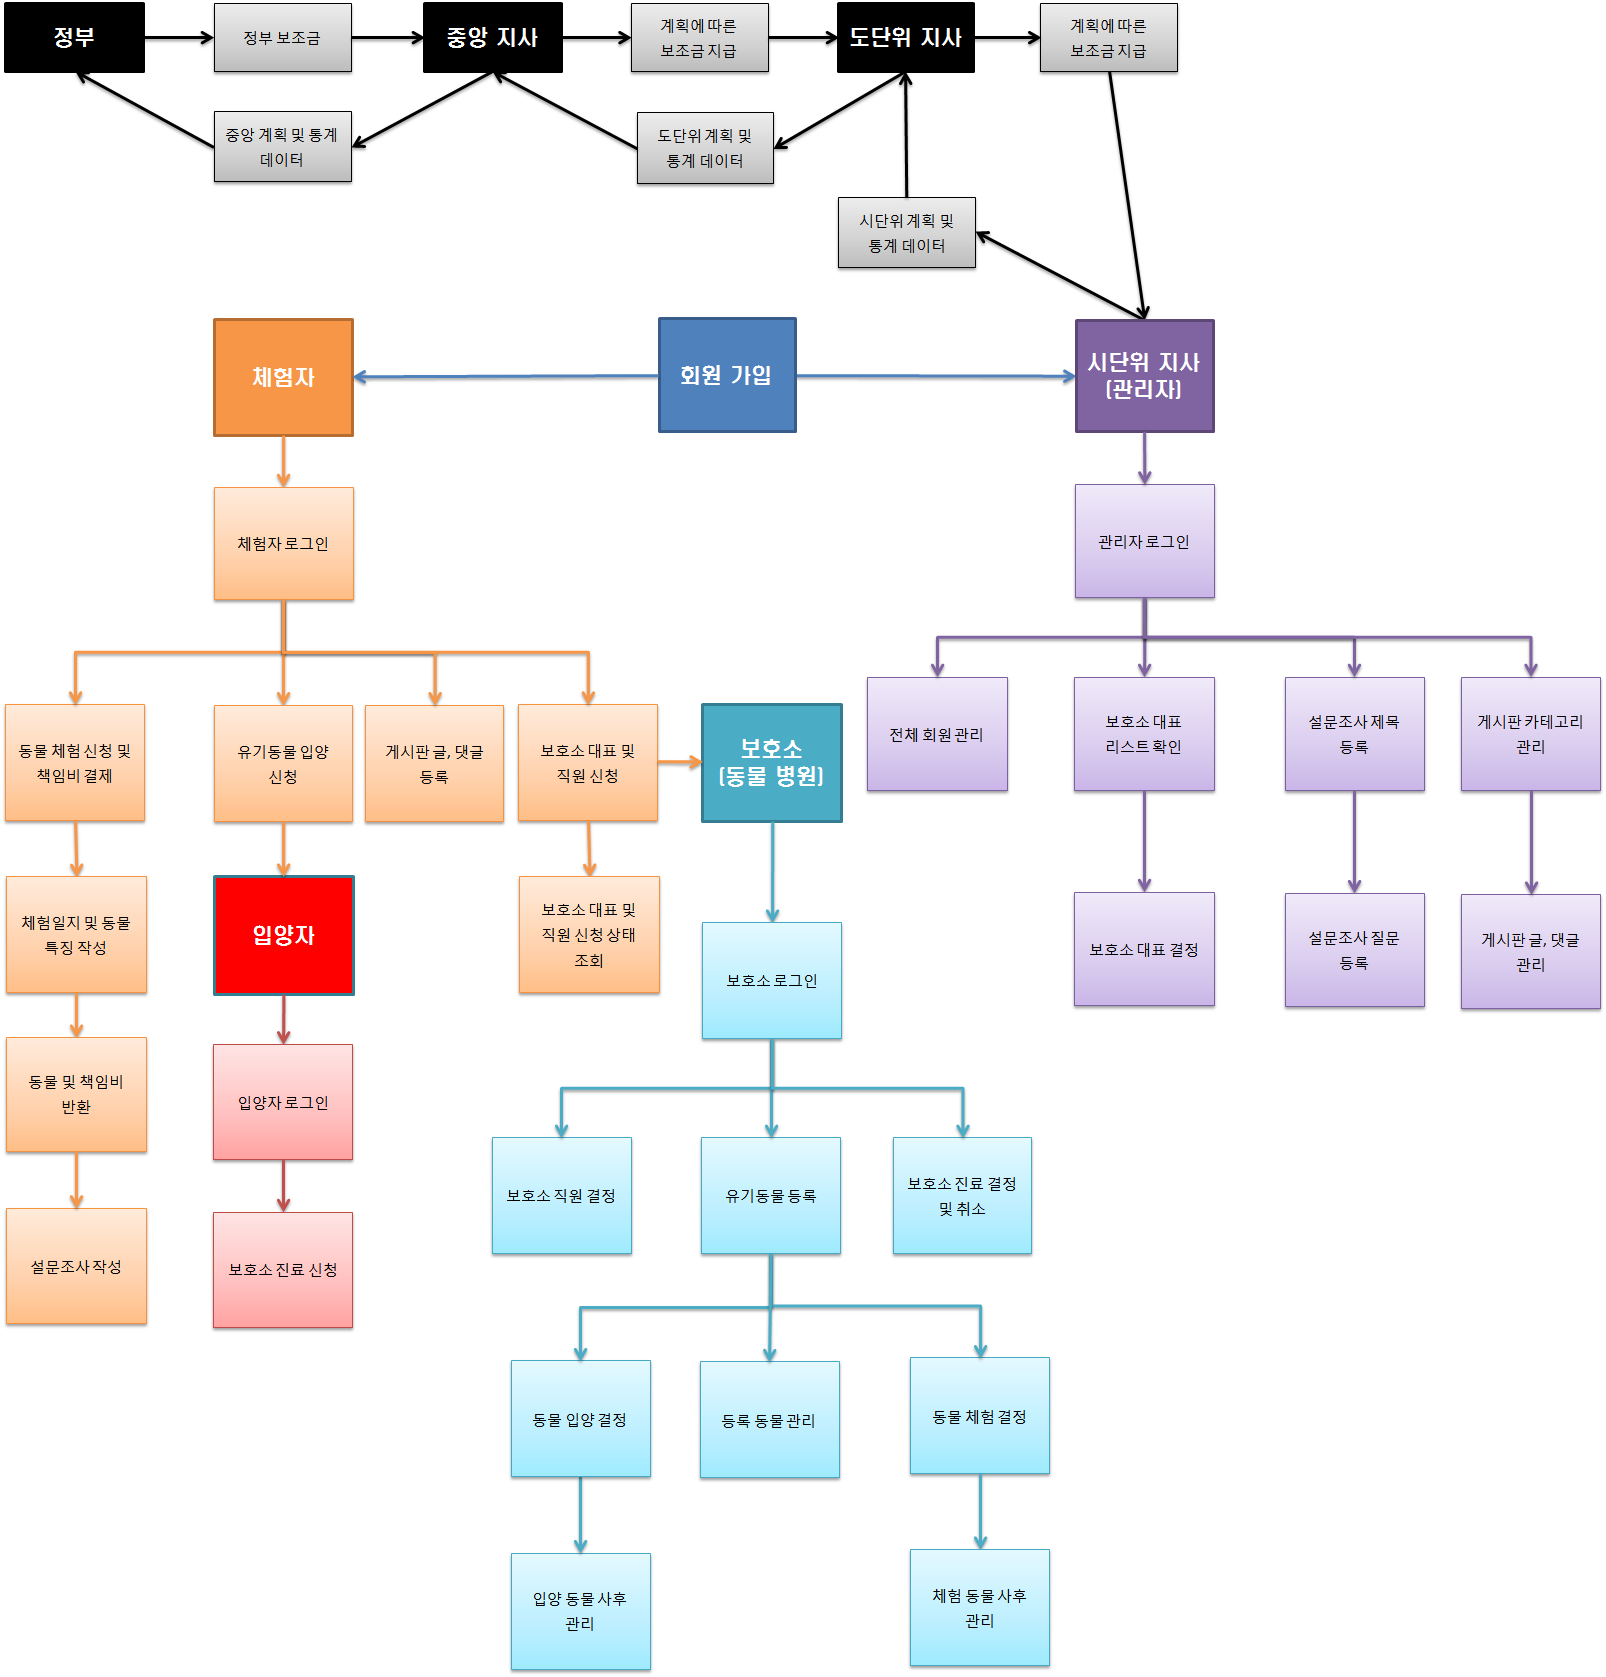 정부
정부 보조금
중앙 지사
계획에 따른
보조금 지급
도단위 지사
계획에 따른
보조금 지급
중앙 계획 및 통계
데이터
도단위 계획 및
통계 데이터
시단위 계획 및
통계 데이터
체험자
회원 가입
시단위 지사
(관리자)
체험자 로그인
관리자 로그인
동물 체험 신청 및
책임비 결제
유기동물 입양
신청
게시판 글, 댓글
등록
보호소 대표 및
직원 신청
보호소
(동물 병원)
전체 회원 관리
보호소 대표
리스트 확인
설문조사 제목
등록
게시판 카테고리
관리
체험일지 및 동물
특징 작성
입양자
보호소 대표 및
직원 신청 상태
조회
보호소 로그인
보호소 대표 결정
설문조사 질문
등록
게시판 글, 댓글
관리
동물 및 책임비
반환
입양자 로그인
보호소 직원 결정
유기동물 등록
보호소 진료 결정
및 취소
설문조사 작성
보호소 진료 신청
동물 입양 결정
등록 동물 관리
동물 체험 결정
입양 동물 사후
관리
체험 동물 사후
관리